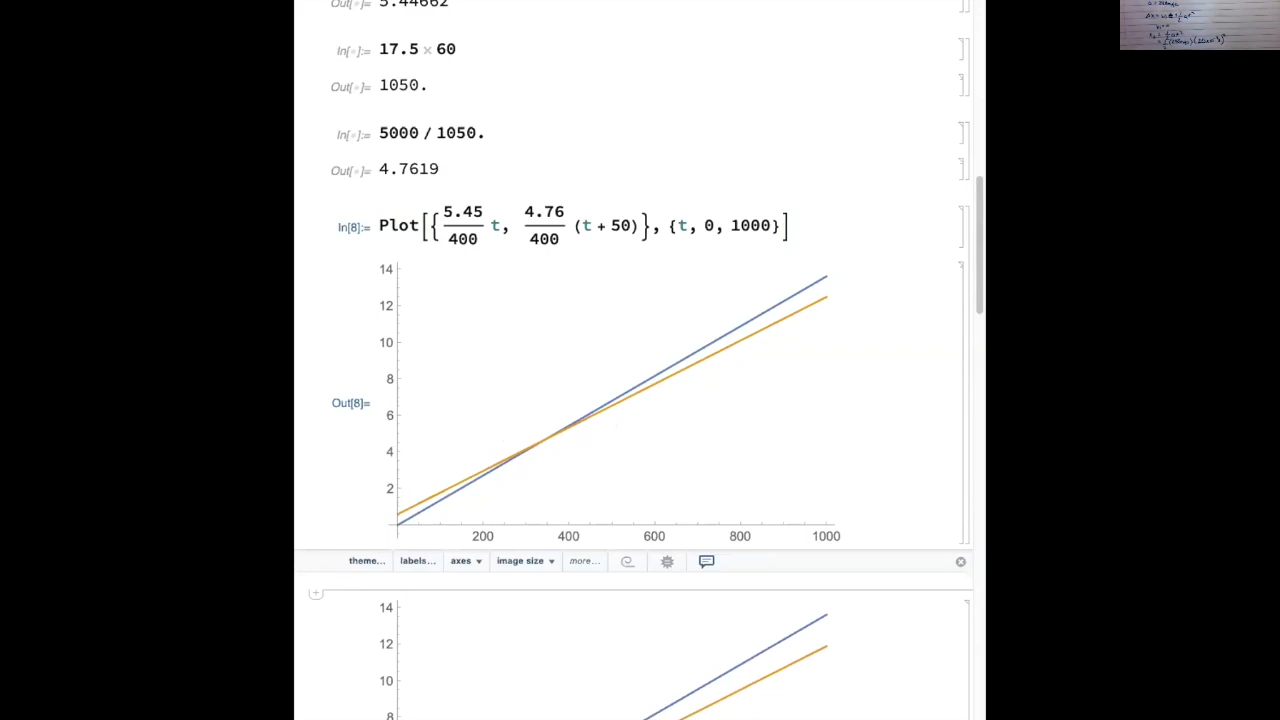 Out[◦]= 5.44662
In[◦]:= 17.5 × 60
Out[◦]= 1050.
In[◦]:= 5000 / 1050.
Out[◦]= 4.7619
In[8]:= Plot[{5.45/400 t, 4.76/400 (t + 50)}, {t, 0, 1000}]
14
12
10
8
Out[8]=
6
4
2
200 400 600 800 1000
theme... labels... axes ▾ image size ▾ more...
14
12
10
8